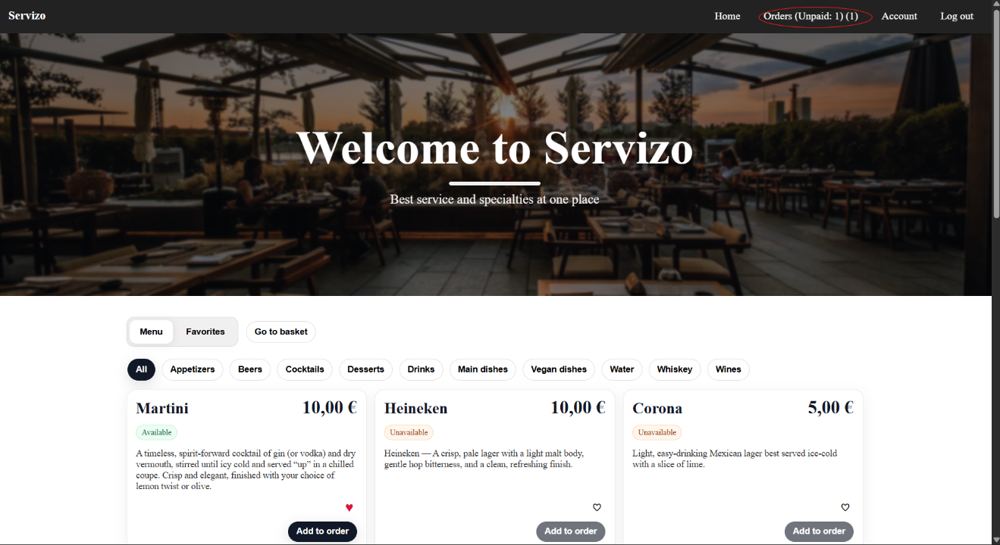 Servizo
Home
Orders (Unpaid: 1) (1)
Account
Log out
Welcome to Servizo
Best service and specialties at one place
Menu
Favorites
Go to basket
All
Appetizers
Beers
Cocktails
Desserts
Drinks
Main dishes
Vegan dishes
Water
Whiskey
Wines
Martini
10,00 €
Available
A timeless, spirit-forward cocktail of gin (or vodka) and dry
vermouth, stirred until icy cold and served “up” in a chilled
coupe. Crisp and elegant, finished with your choice of
lemon twist or olive.
Add to order
Heineken
10,00 €
Unavailable
Heineken — A crisp, pale lager with a light malt body,
gentle hop bitterness, and a clean, refreshing finish.
Add to order
Corona
5,00 €
Unavailable
Light, easy-drinking Mexican lager best served ice-cold
with a slice of lime.
Add to order